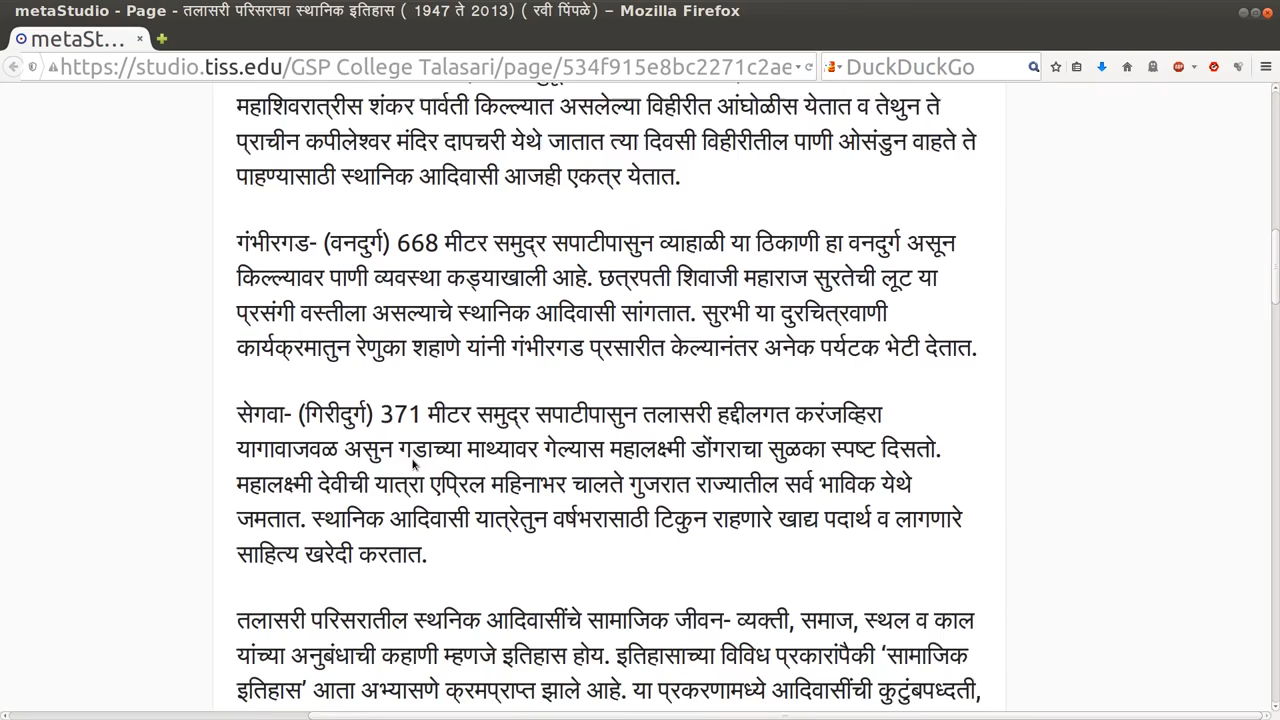 metaStudio - Page - तलासरी परिसराचा स्थानिक इतिहास ( 1947 ते 2013) ( रवी पिंपळे) – Mozilla Firefox
metaSt...
https://studio.tiss.edu/GSP College Talasari/page/534f915e8bc2271c2ae
DuckDuckGo
महाशिवरात्रीस शंकर पार्वती किल्ल्यात असलेल्या विहीरीत आंघोळीस येतात व तेथुन ते
प्राचीन कपीलेश्वर मंदिर दापचरी येथे जातात त्या दिवसी विहीरीतील पाणी ओसंडुन वाहते ते
पाहण्यासाठी स्थानिक आदिवासी आजही एकत्र येतात.
गंभीरगड- (वनदुर्ग) 668 मीटर समुद्र सपाटीपासुन व्याहाळी या ठिकाणी हा वनदुर्ग असून
किल्ल्यावर पाणी व्यवस्था कड्याखाली आहे. छत्रपती शिवाजी महाराज सुरतेची लूट या
प्रसंगी वस्तीला असल्याचे स्थानिक आदिवासी सांगतात. सुरभी या दुरचित्रवाणी
कार्यक्रमातुन रेणुका शहाणे यांनी गंभीरगड प्रसारीत केल्यानंतर अनेक पर्यटक भेटी देतात.
सेगवा- (गिरीदुर्ग) 371 मीटर समुद्र सपाटीपासुन तलासरी हद्दीलगत करंजव्हिरा
यागावाजवळ असुन गडाच्या माथ्यावर गेल्यास महालक्ष्मी डोंगराचा सुळका स्पष्ट दिसतो.
महालक्ष्मी देवीची यात्रा एप्रिल महिनाभर चालते गुजरात राज्यातील सर्व भाविक येथे
जमतात. स्थानिक आदिवासी यात्रेतुन वर्षभरासाठी टिकुन राहणारे खाद्य पदार्थ व लागणारे
साहित्य खरेदी करतात.
तलासरी परिसरातील स्थनिक आदिवासींचे सामाजिक जीवन- व्यक्ती, समाज, स्थल व काल
यांच्या अनुबंधाची कहाणी म्हणजे इतिहास होय. इतिहासाच्या विविध प्रकारांपैकी ‘सामाजिक
इतिहास’ आता अभ्यासणे क्रमप्राप्त झाले आहे. या प्रकरणामध्ये आदिवासींची कुटुंबपध्दती,